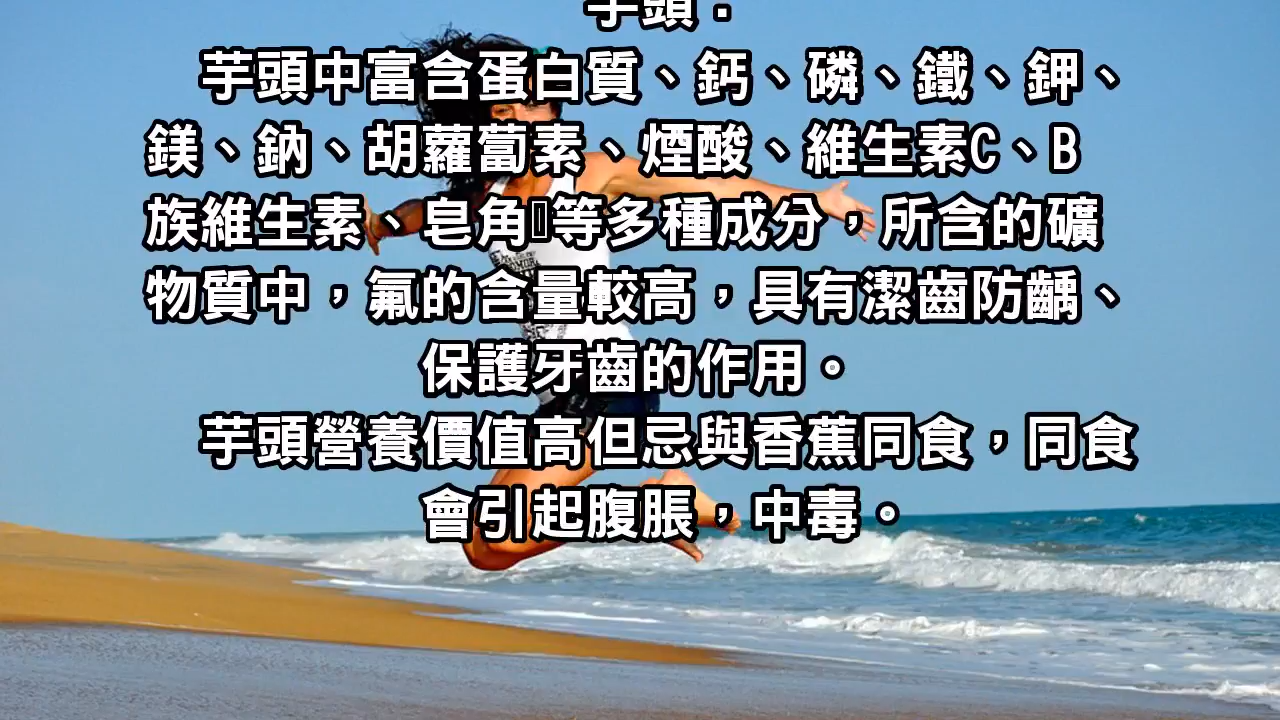 芋頭：
芋頭中富含蛋白質、鈣、磷、鐵、鉀、
鎂、鈉、胡蘿蔔素、煙酸、維生素C、B
族維生素、皂角等多種成分，所含的礦
物質中，氟的含量較高，具有潔齒防齲、
保護牙齒的作用。
芋頭營養價值高但忌與香蕉同食，同食
會引起腹脹，中毒。